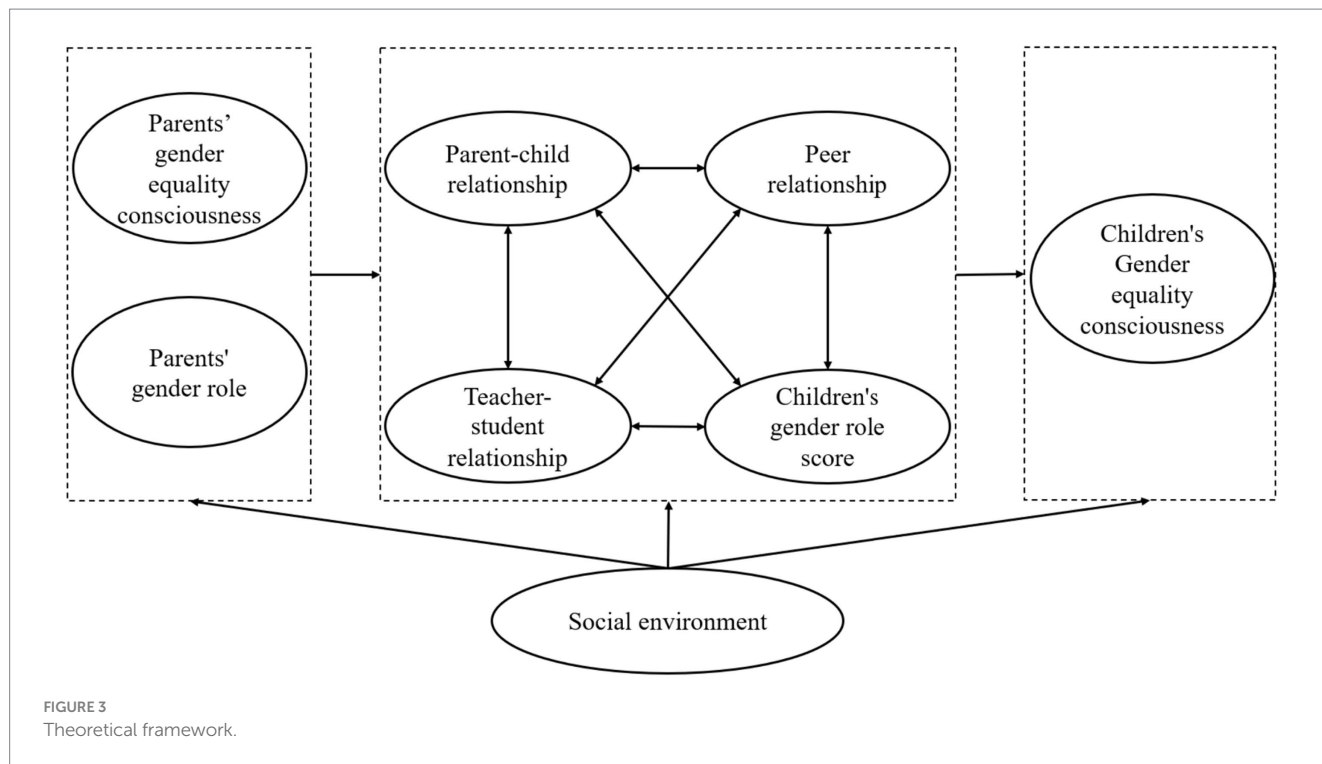 Parents’
gender
equality
consciousness
Parents'
gender role
Parent-child
relationship
Peer
relationship
Teacher-
student
relationship
Children's
gender role
score
Children's
Gender
equality
consciousness
Social environment
FIGURE 3
Theoretical framework.